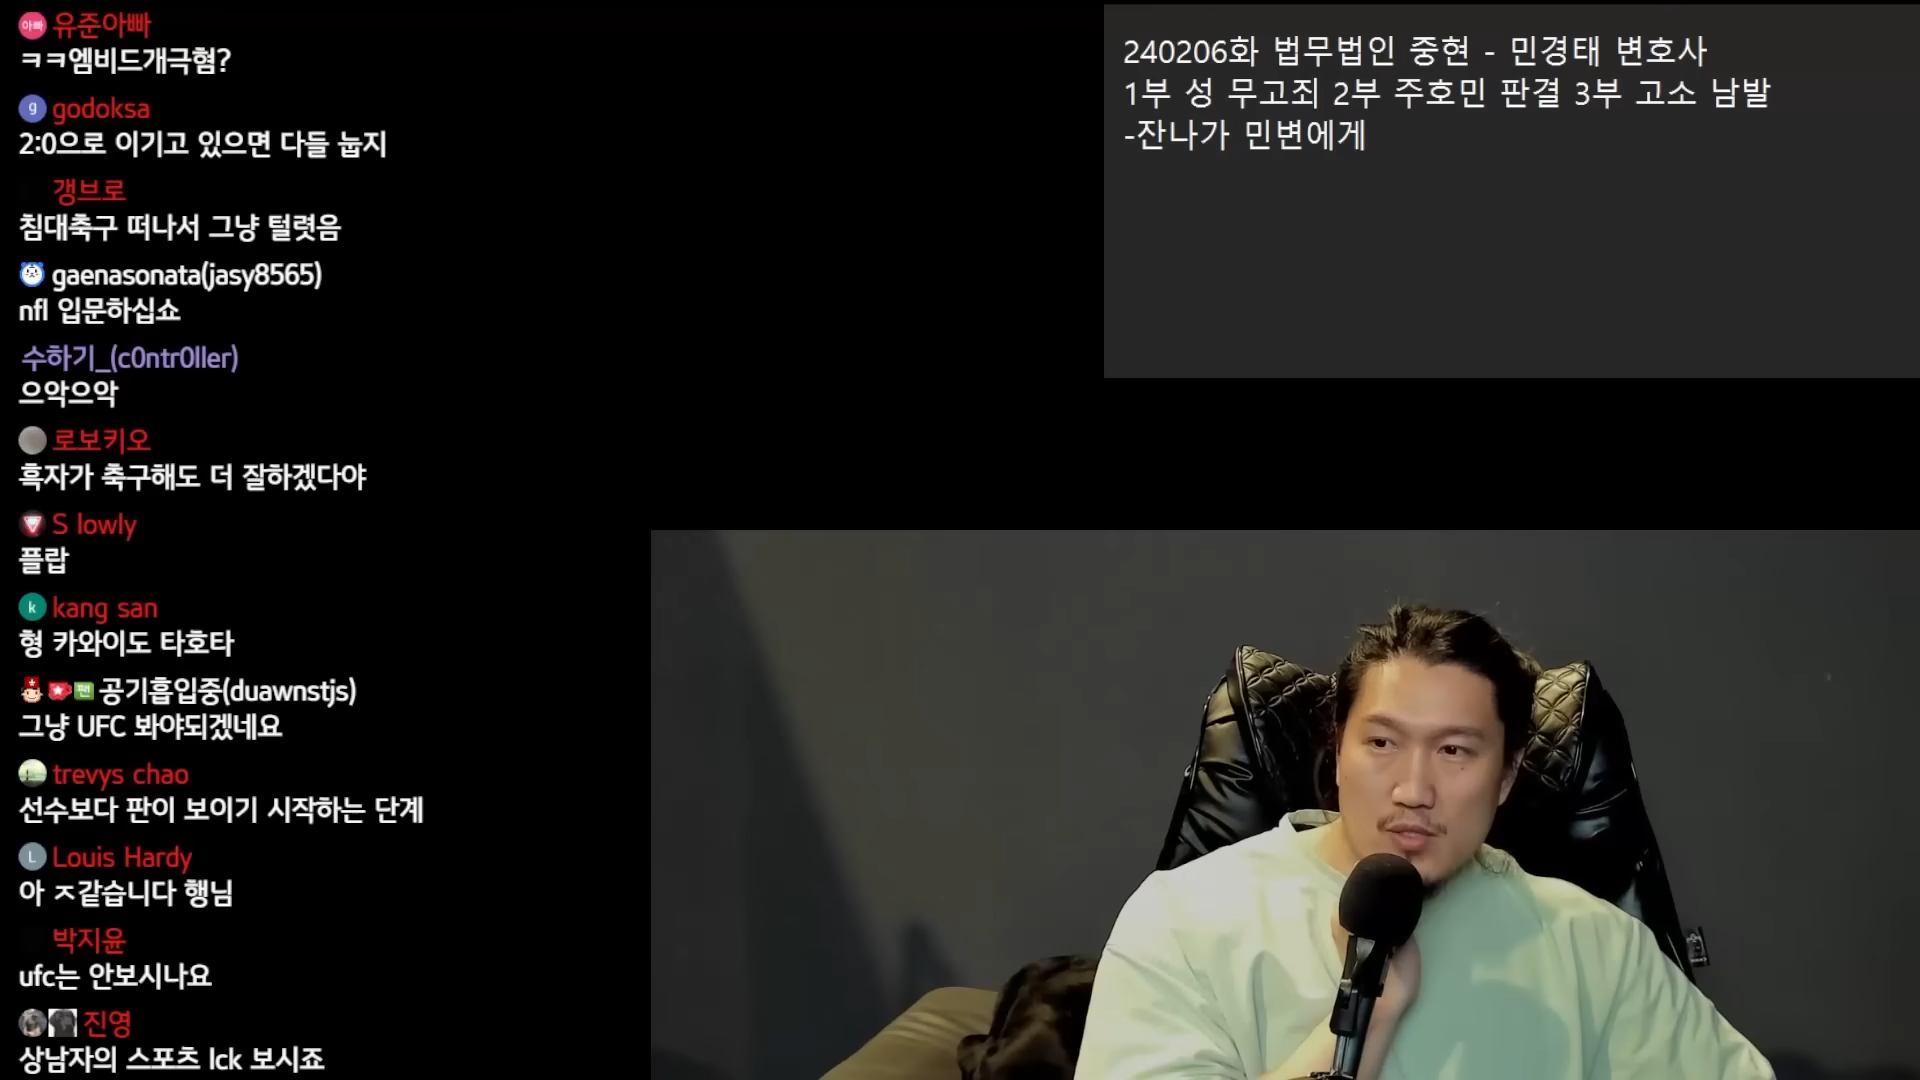 아빠 유준아빠
ㅋㅋ엠비드개극혐?
g godoksa
2:0으로 이기고 있으면 다들 눕지
갱브로
침대축구 떠나서 그냥 털렷음
gaenasonata(jasy8565)
nfl 입문하십쇼
수하기_(c0ntr0ller)
으악으악
로보키오
흑자가 축구해도 더 잘하겠다야
S lowly
플랍
k kang san
형 카와이도 타호타
팬 공기흡입중(duawnstjs)
그냥 UFC 봐야되겠네요
trevys chao
선수보다 판이 보이기 시작하는 단계
L Louis Hardy
아 ㅈ같습니다 행님
박지윤
ufc는 안보시나요
진영
상남자의 스포츠 lck 보시죠
240206화 법무법인 중현 - 민경태 변호사
1부 성 무고죄 2부 주호민 판결 3부 고소 남발
-잔나가 민변에게